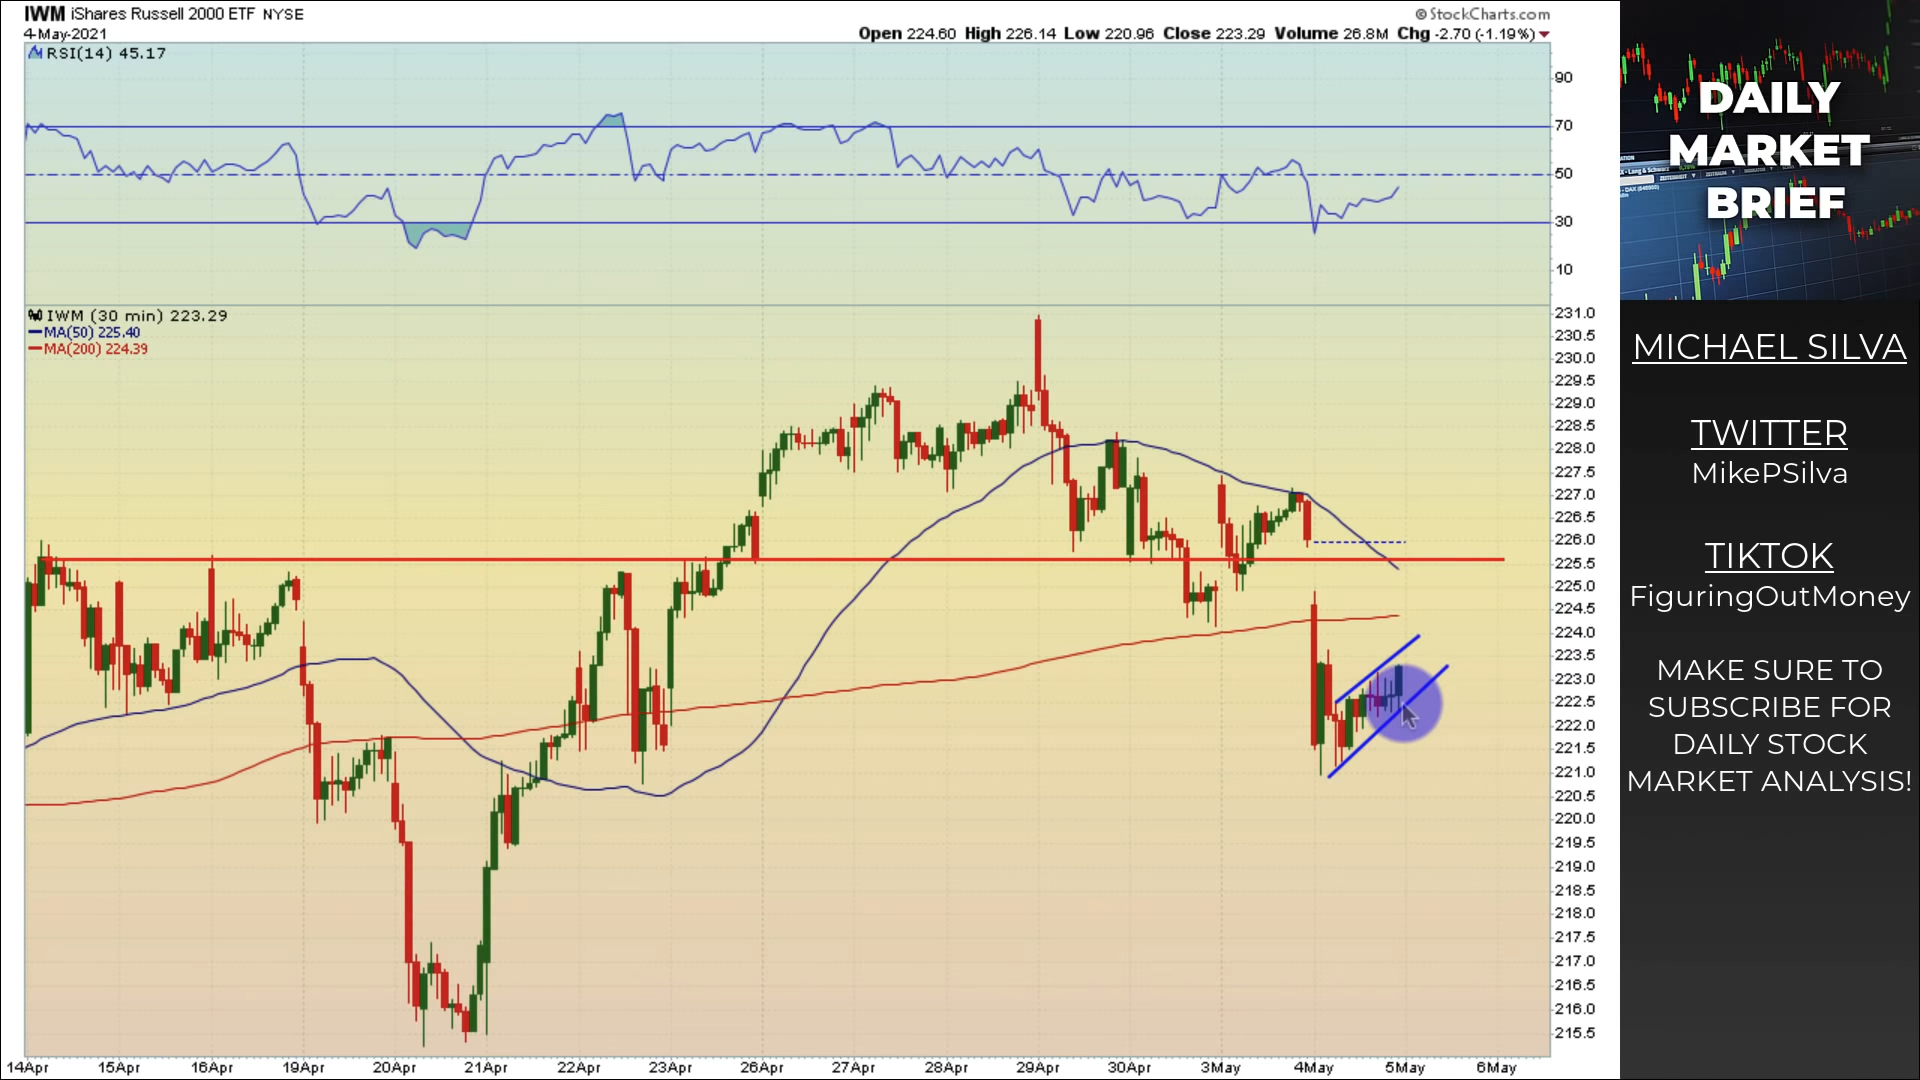 IWM iShares Russell 2000 ETF NYSE
© StockCharts.com
4-May-2021
Open 224.60 High 226.14 Low 220.96 Close 223.29 Volume 26.8M Chg -2.70 (-1.19%)
RSI(14) 45.17
90
70
50
30
10
IWM (30 min) 223.29
MA(50) 225.40
MA(200) 224.39
231.0
230.5
230.0
229.5
229.0
228.5
228.0
227.5
227.0
226.5
226.0
225.5
225.0
224.5
224.0
223.5
223.0
222.5
222.0
221.5
221.0
220.5
220.0
219.5
219.0
218.5
218.0
217.5
217.0
216.5
216.0
215.5
14Apr 15Apr 16Apr 19Apr 20Apr 21Apr 22Apr 23Apr 26Apr 27Apr 28Apr 29Apr 30Apr 3May 4May 5May 6May
DAILY
MARKET
BRIEF
MICHAEL SILVA
TWITTER
MikePSilva
TIKTOK
FiguringOutMoney
MAKE SURE TO
SUBSCRIBE FOR
DAILY STOCK
MARKET ANALYSIS!